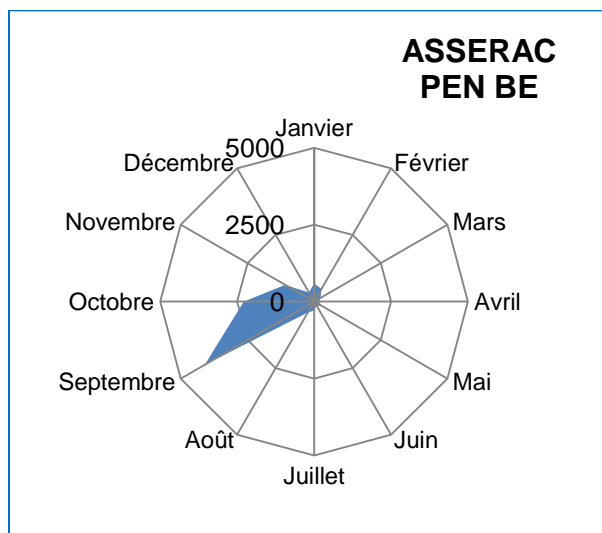 ASSERAC
PEN BE
Janvier
Février
Mars
Avril
Mai
Juin
Juillet
Août
Septembre
Octobre
Novembre
Décembre
5000
2500
0